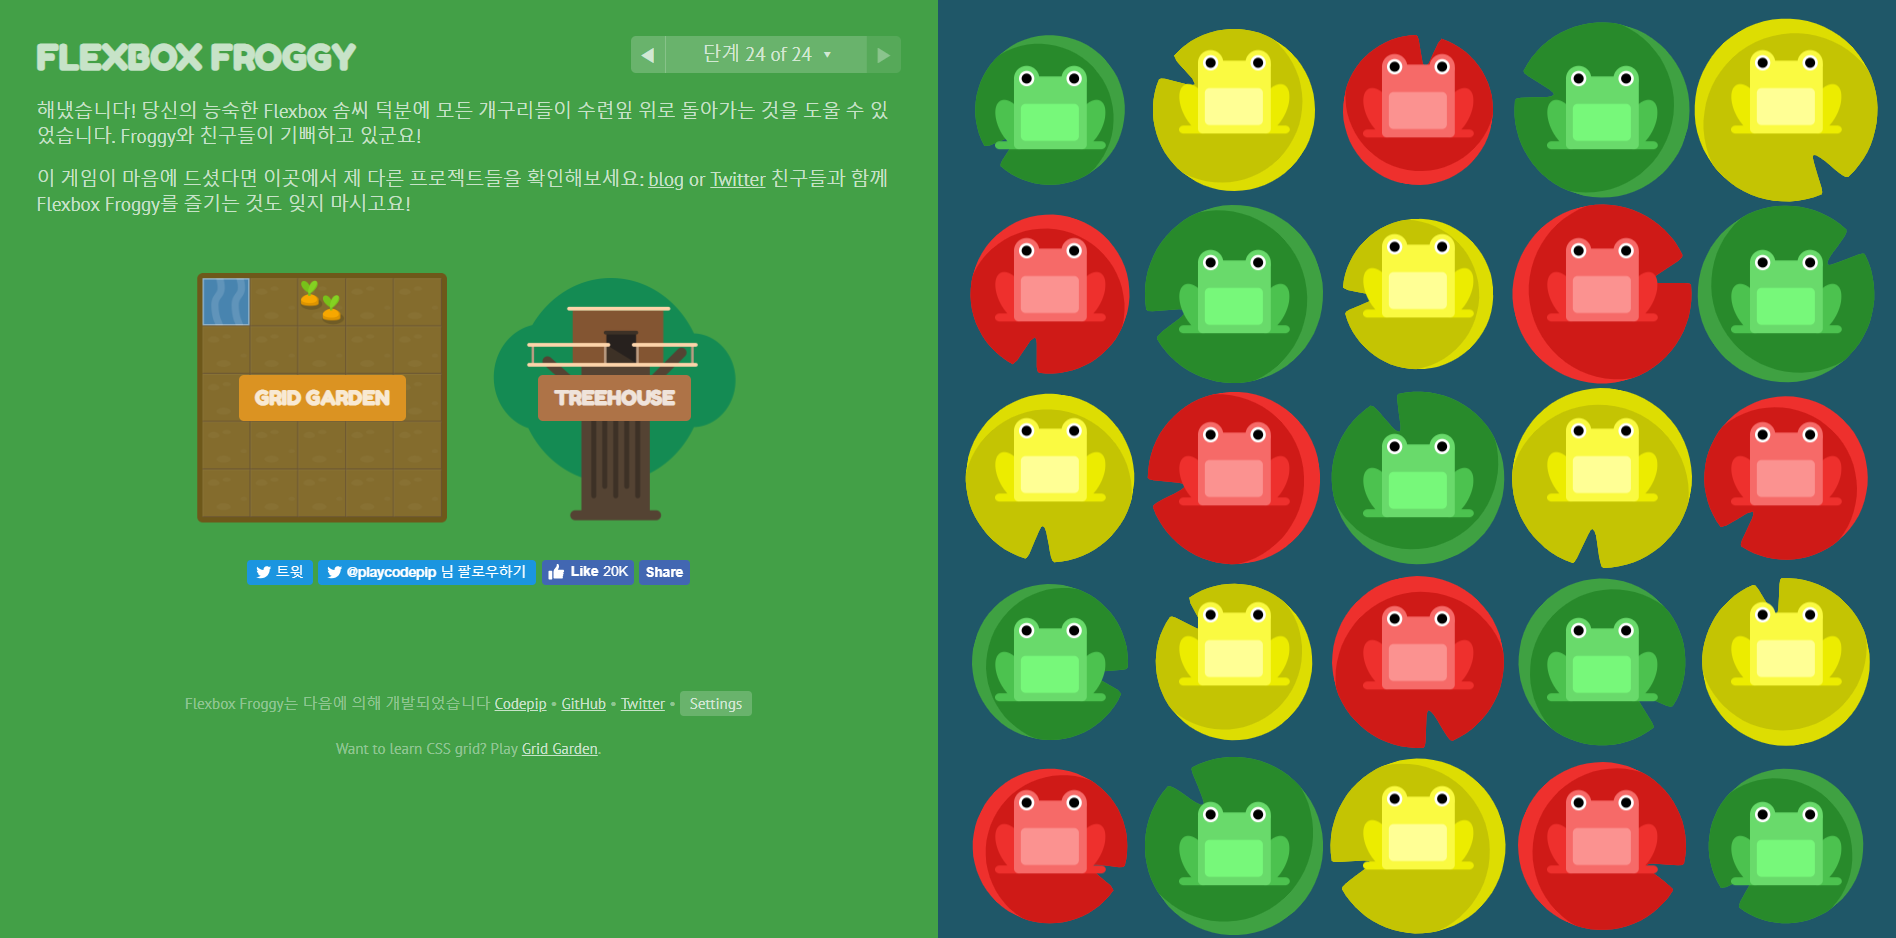 FLEXBOX FROGGY
◀ 단계 24 of 24 ▼ ▶
해냈습니다! 당신의 능숙한 Flexbox 솜씨 덕분에 모든 개구리들이 수련잎 위로 돌아가는 것을 도울 수 있
었습니다. Froggy와 친구들이 기뻐하고 있군요!
이 게임이 마음에 드셨다면 이곳에서 제 다른 프로젝트들을 확인해보세요: blog or Twitter 친구들과 함께
Flexbox Froggy를 즐기는 것도 잊지 마시고요!
GRID GARDEN
TREEHOUSE
트윗 @playcodepip 님 팔로우하기 Like 20K Share
Flexbox Froggy는 다음에 의해 개발되었습니다 Codepip • GitHub • Twitter • Settings
Want to learn CSS grid? Play Grid Garden.